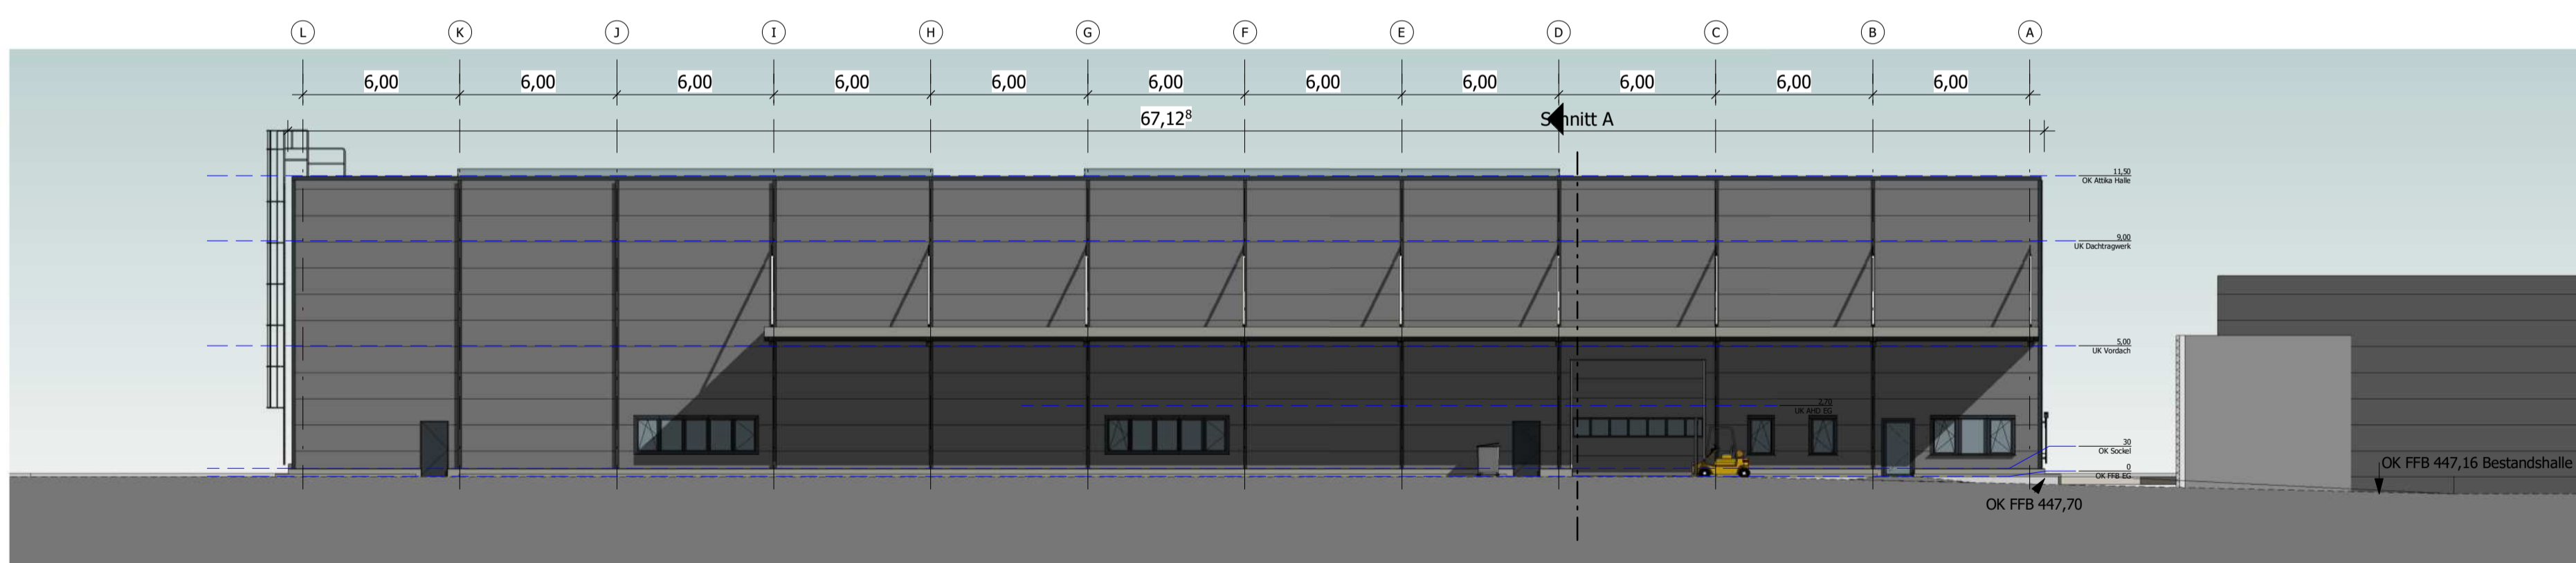 L K J I H G F E D C B A
6,00 6,00 6,00 6,00 6,00 6,00 6,00 6,00 6,00 6,00 6,00
67,12⁸
Schnitt A
11,50
OK Attika Halle
9,00
UK Dachtragwerk
5,00
UK Vordach
2,70
UK AHD EG
30
OK Sockel
0
OK FFB EG
OK FFB 447,16 Bestandshalle
OK FFB 447,70